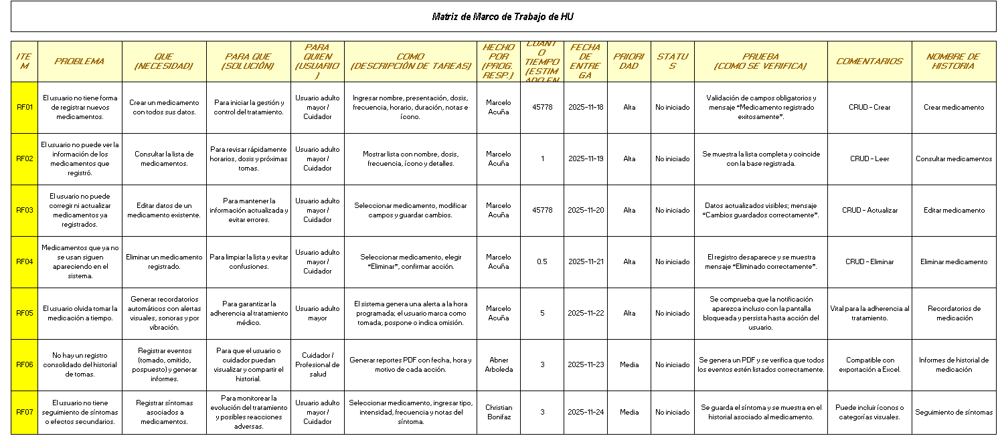 Matriz de Marco de Trabajo de HU
ITE
M
PROBLEMA
QUE
(NECESIDAD)
PARA QUE
(SOLUCIÓN)
PARA
QUIEN
(USUARIO
)
COMO
(DESCRIPCIÓN DE TAREAS)
HECHO
POR
(PROG.
RESP.)
CUANT
O
TIEMPO
(ESTIM
ADO EN
FECHA
DE
ENTRE
GA
PRIORI
DAD
STATU
S
PRUEBA
(COMO SE VERIFICA)
COMENTARIOS
NOMBRE DE
HISTORIA
RF01
El usuario no tiene forma
de registrar nuevos
medicamentos.
Crear un medicamento
con todos sus datos.
Para iniciar la gestión y
control del tratamiento.
Usuario adulto
mayor /
Cuidador
Ingresar nombre, presentación, dosis,
frecuencia, horario, duración, notas e
ícono.
Marcelo
Acuña
45778
2025-11-18
Alta
No iniciado
Validación de campos obligatorios y
mensaje “Medicamento registrado
exitosamente”.
CRUD - Crear
Crear medicamento
RF02
El usuario no puede ver la
información de los
medicamentos que
registró.
Consultar la lista de
medicamentos.
Para revisar rápidamente
horarios, dosis y próximas
tomas.
Usuario adulto
mayor /
Cuidador
Mostrar lista con nombre, dosis,
frecuencia, ícono y detalles.
Marcelo
Acuña
1
2025-11-19
Alta
No iniciado
Se muestra la lista completa y coincide
con la base registrada.
CRUD - Leer
Consultar medicamentos
RF03
El usuario no puede
corregir ni actualizar
medicamentos ya
registrados.
Editar datos de un
medicamento existente.
Para mantener la
información actualizada y
evitar errores.
Usuario adulto
mayor /
Cuidador
Seleccionar medicamento, modificar
campos y guardar cambios.
Marcelo
Acuña
45778
2025-11-20
Alta
No iniciado
Datos actualizados visibles; mensaje
“Cambios guardados correctamente”.
CRUD - Actualizar
Editar medicamento
RF04
Medicamentos que ya no
se usan siguen
apareciendo en el
sistema.
Eliminar un medicamento
registrado.
Para limpiar la lista y evitar
confusiones.
Usuario adulto
mayor /
Cuidador
Seleccionar medicamento, elegir
“Eliminar”, confirmar acción.
Marcelo
Acuña
0.5
2025-11-21
Alta
No iniciado
El registro desaparece y se muestra
mensaje “Eliminado correctamente”.
CRUD - Eliminar
Eliminar medicamento
RF05
El usuario olvida tomar la
medicación a tiempo.
Generar recordatorios
automáticos con alertas
visuales, sonoras y por
vibración.
Para garantizar la
adherencia al tratamiento
médico.
Usuario adulto
mayor
El sistema genera una alerta a la hora
programada; el usuario marca como
tomada, pospone o indica omisión.
Marcelo
Acuña
5
2025-11-22
Alta
No iniciado
Se comprueba que la notificación
aparezca incluso con la pantalla
bloqueada y persista hasta acción del
usuario.
Vital para la adherencia al
tratamiento.
Recordatorios de
medicación
RF06
No hay un registro
consolidado del historial
de tomas.
Registrar eventos
(tomado, omitido,
pospuesto) y generar
informes.
Para que el usuario o
cuidador puedan
visualizar y compartir el
historial.
Cuidador /
Profesional de
salud
Generar reportes PDF con fecha, hora y
motivo de cada acción.
Abner
Arboleda
3
2025-11-23
Media
No iniciado
Se genera un PDF y se verifica que todos
los eventos estén listados correctamente.
Compatible con
exportación a Excel.
Informes de historial de
medicación
RF07
El usuario no tiene
seguimiento de síntomas
o efectos secundarios.
Registrar síntomas
asociados a
medicamentos.
Para monitorear la
evolución del tratamiento
y posibles reacciones
adversas.
Usuario adulto
mayor /
Cuidador
Seleccionar medicamento, ingresar tipo,
intensidad, frecuencia y notas del
síntoma.
Christian
Bonifaz
3
2025-11-24
Media
No iniciado
Se guarda el síntoma y se muestra en el
historial asociado al medicamento.
Puede incluir íconos o
categorías visuales.
Seguimiento de síntomas